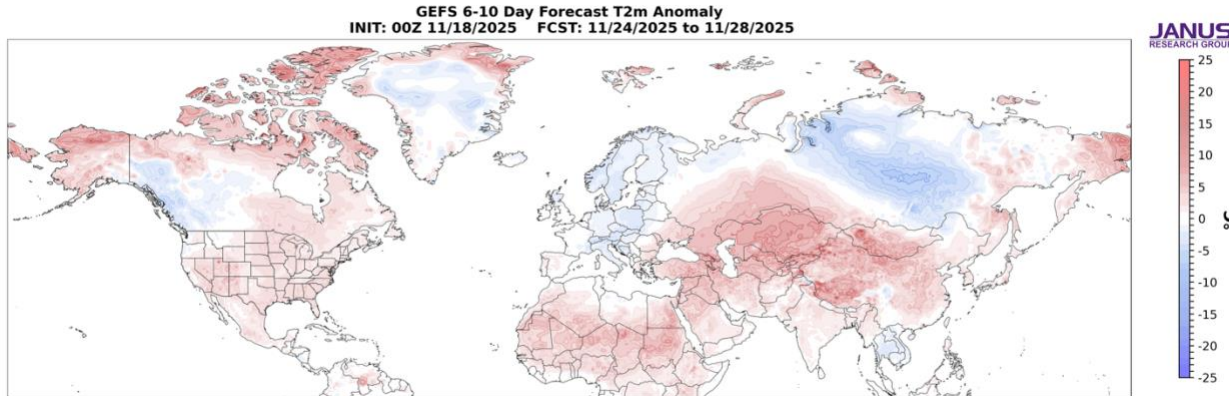 GEFS 6-10 Day Forecast T2m Anomaly
INIT: 00Z 11/18/2025 FCST: 11/24/2025 to 11/28/2025
JANUS
RESEARCH GROUP
25
20
15
10
5
0
-5
-10
-15
-20
-25
°C